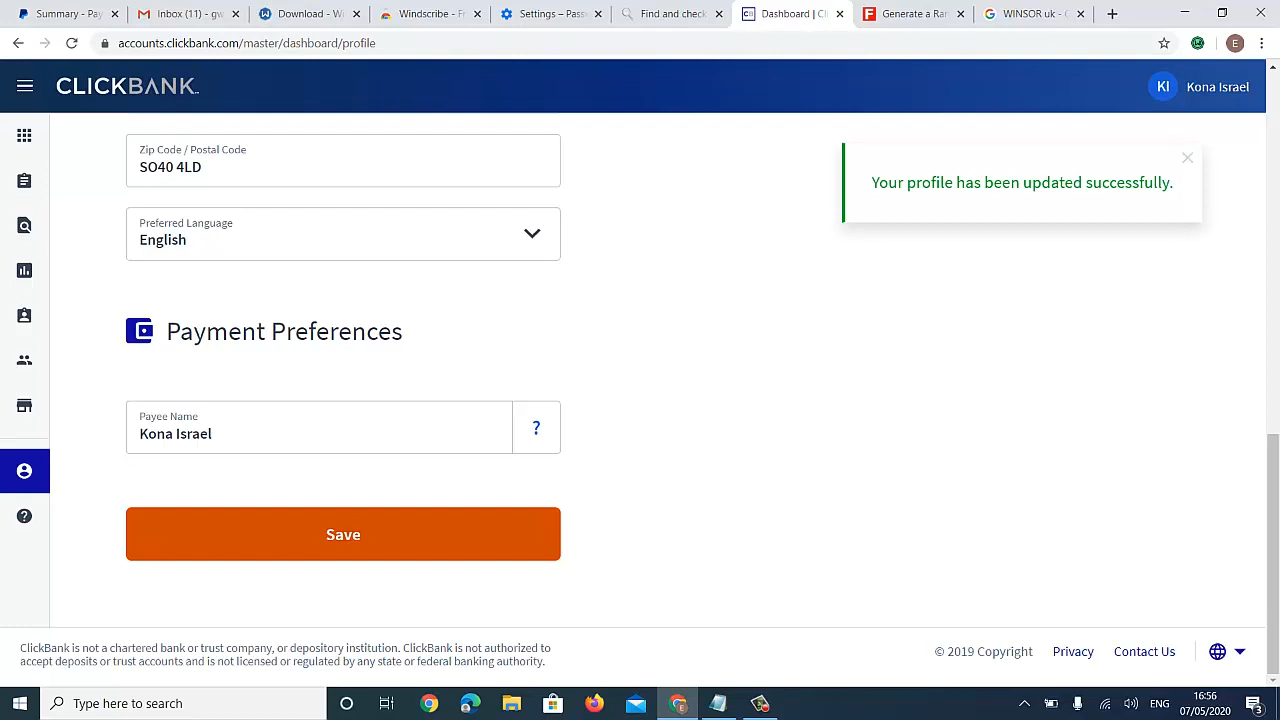 Summary - Pay
M (11) - gw
Download - Wi
Windscribe - Fr
Settings – Pass
Find and check
Dashboard | Cl
Generate a Ran
WINSOR uk - G
accounts.clickbank.com/master/dashboard/profile
E
CLICKBANK
KI
Kona Israel
Zip Code / Postal Code
SO40 4LD
Your profile has been updated successfully.
Preferred Language
English
Payment Preferences
Payee Name
Kona Israel
?
Save
ClickBank is not a chartered bank or trust company, or depository institution. ClickBank is not authorized to
accept deposits or trust accounts and is not licensed or regulated by any state or federal banking authority.
© 2019 Copyright
Privacy
Contact Us
Type here to search
ENG
16:56
07/05/2020
3